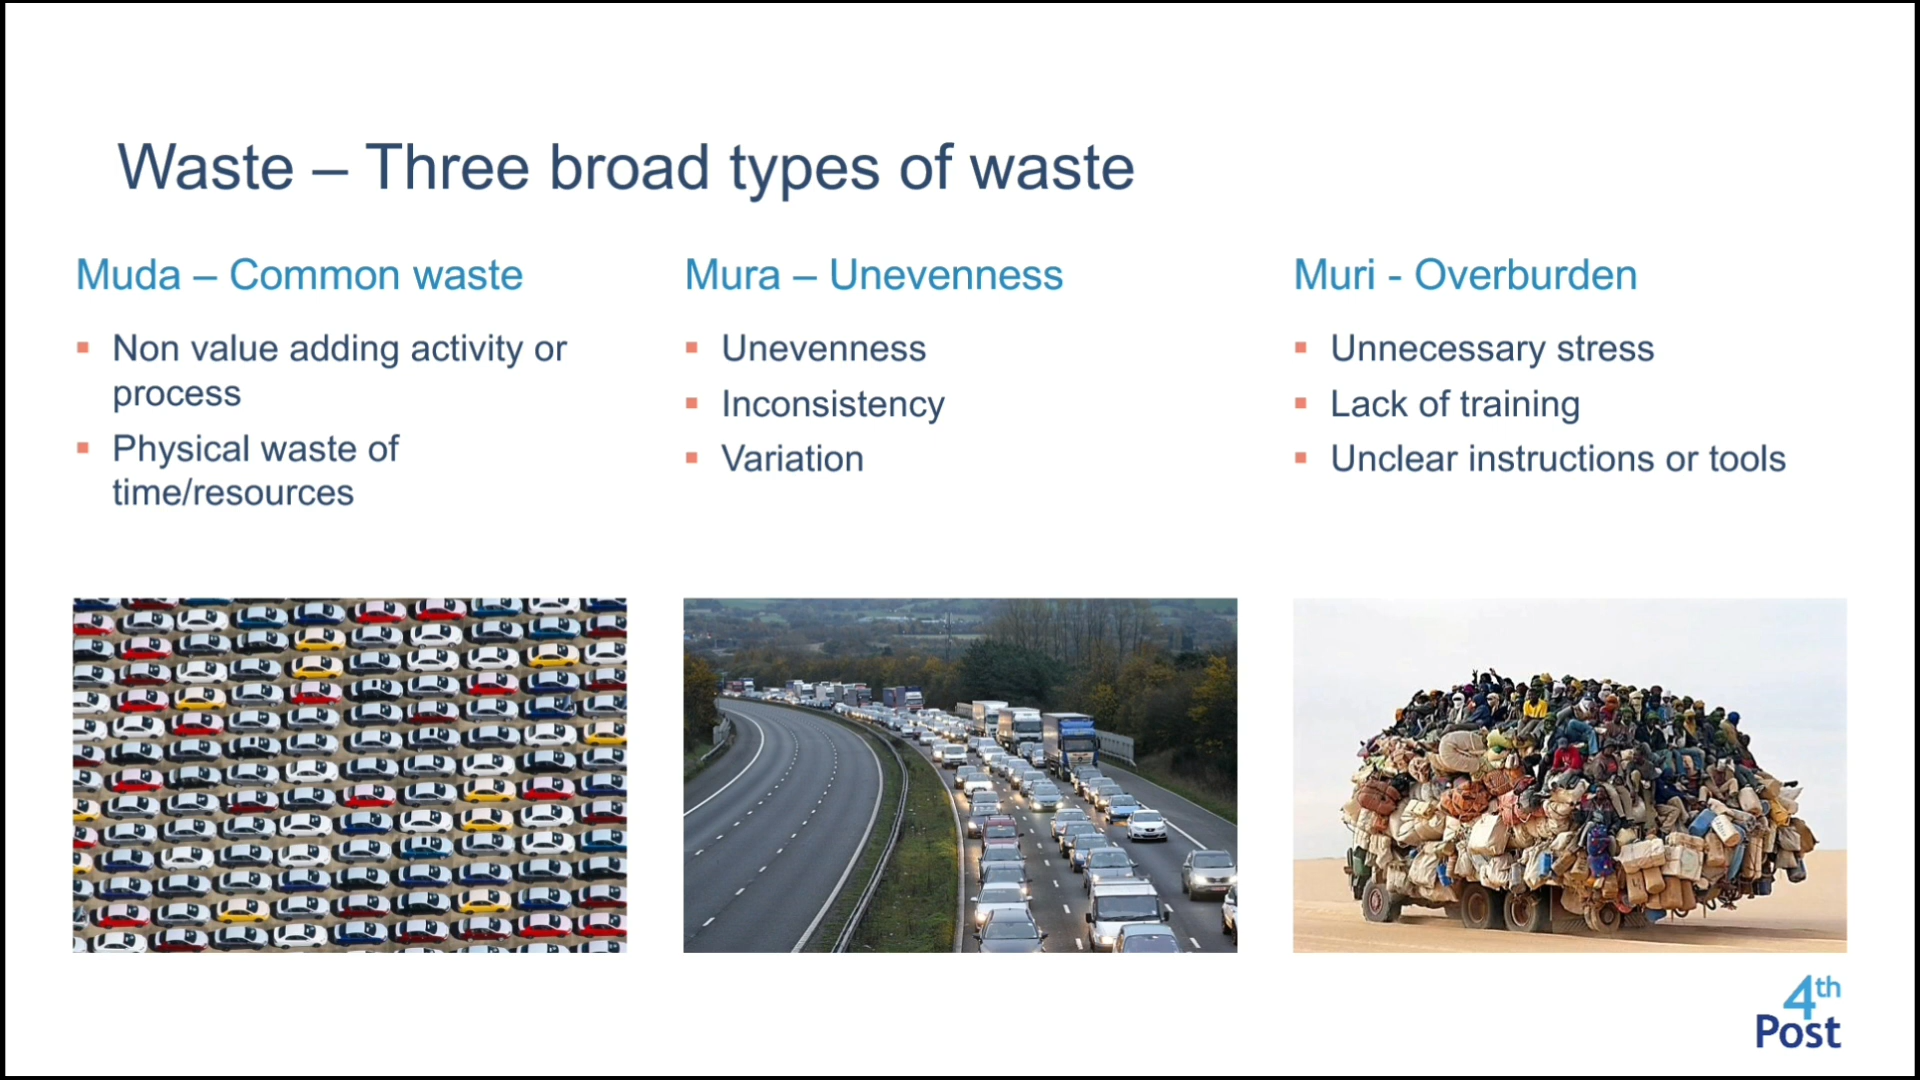 Waste – Three broad types of waste
Muda – Common waste
▪ Non value adding activity or
process
▪ Physical waste of
time/resources
Mura – Unevenness
▪ Unevenness
▪ Inconsistency
▪ Variation
Muri - Overburden
▪ Unnecessary stress
▪ Lack of training
▪ Unclear instructions or tools
4th
Post